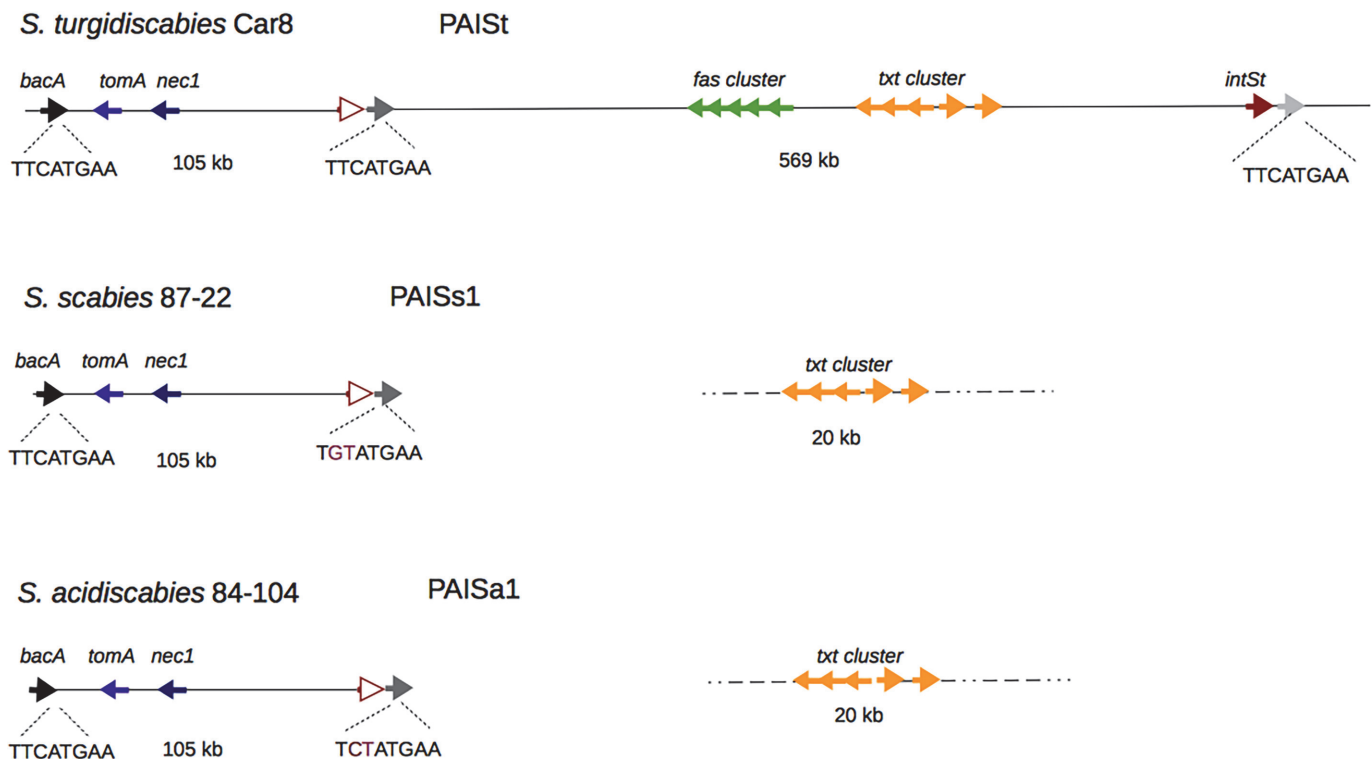 S. turgidiscabies Car8 PAISt
bacA tomA nec1 fas cluster txt cluster intSt
TTCATGAA 105 kb TTCATGAA 569 kb TTCATGAA
S. scabies 87-22 PAISs1
bacA tomA nec1 txt cluster
TTCATGAA 105 kb TGTATGAA 20 kb
S. acidiscabies 84-104 PAISa1
bacA tomA nec1 txt cluster
TTCATGAA 105 kb TCTATGAA 20 kb